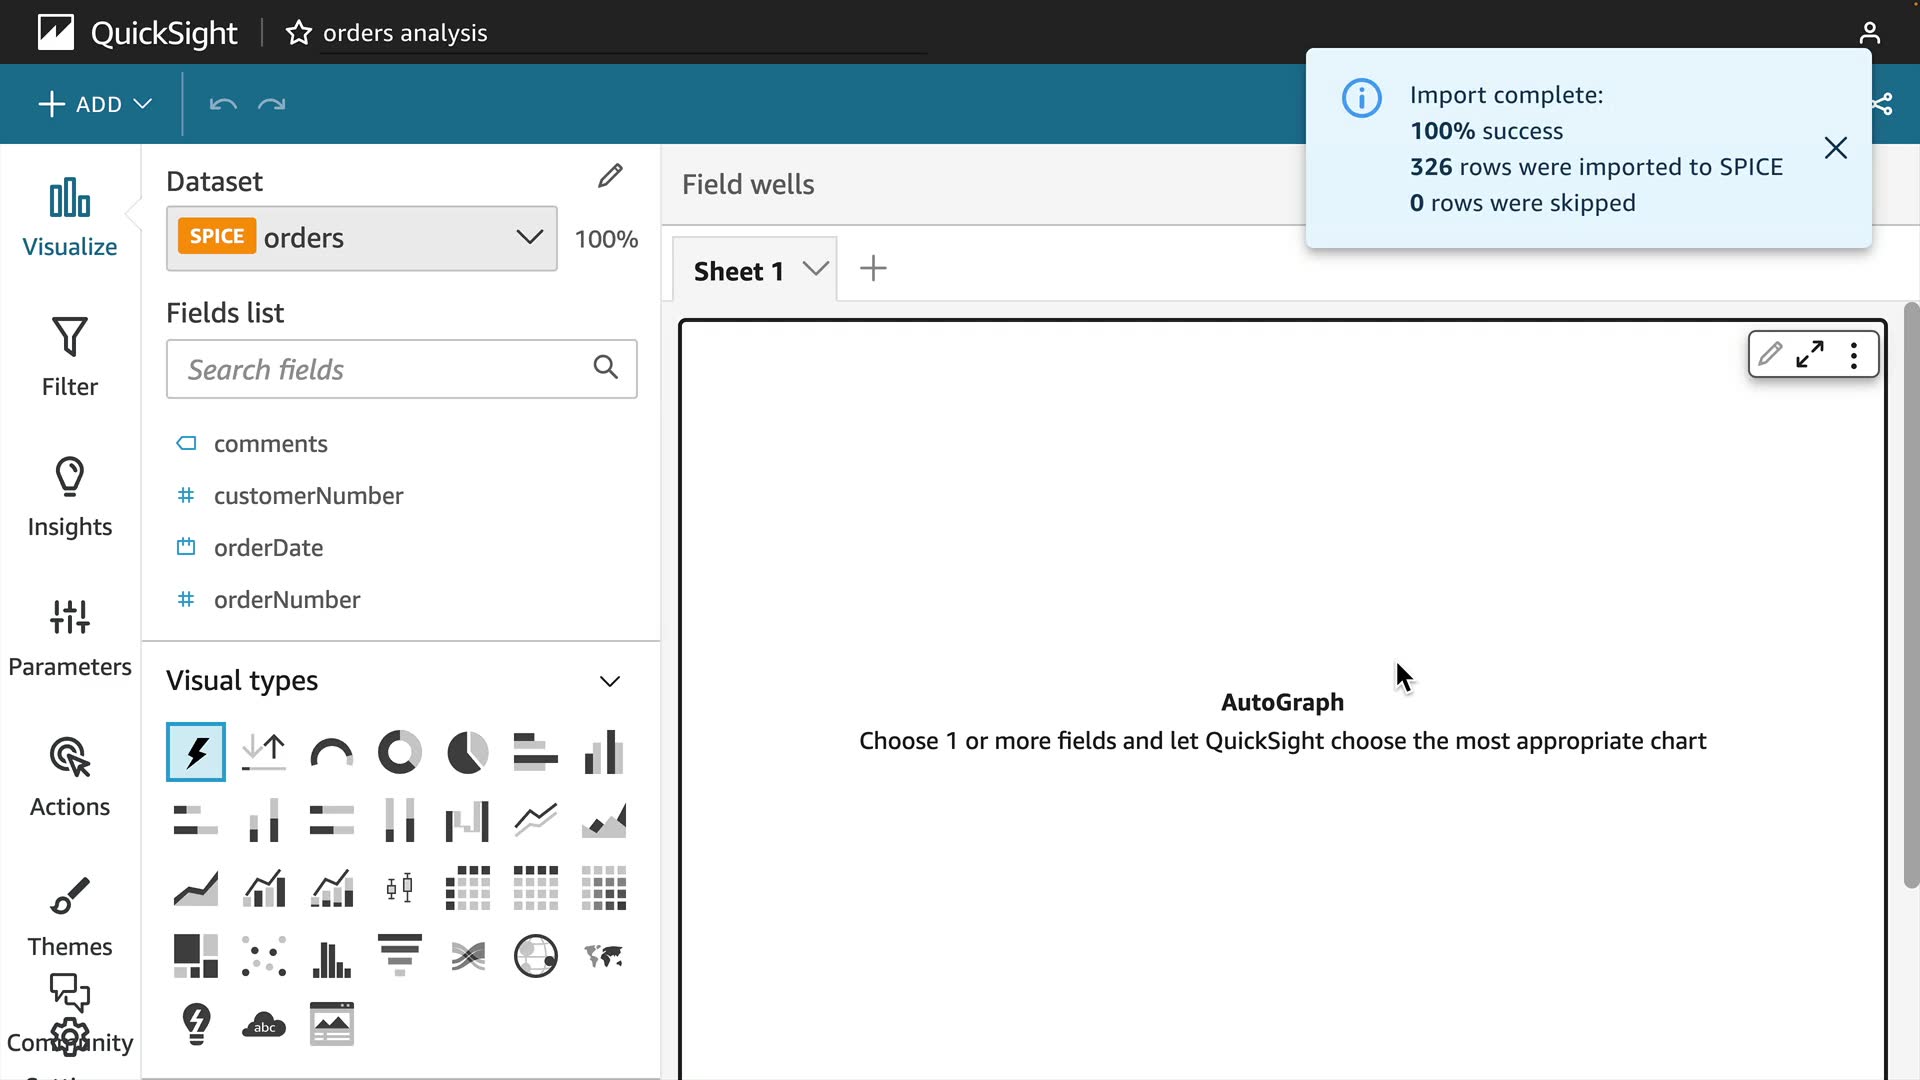 QuickSight
orders analysis
ADD
Import complete:
100% success
326 rows were imported to SPICE
0 rows were skipped
Visualize
Filter
Insights
Parameters
Actions
Themes
Community
Dataset
SPICE orders
100%
Fields list
Search fields
comments
customerNumber
orderDate
orderNumber
Visual types
abc
Field wells
Sheet 1
AutoGraph
Choose 1 or more fields and let QuickSight choose the most appropriate chart